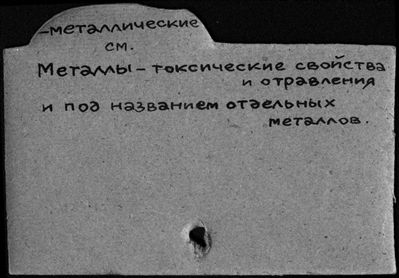 -металлические
см.
Металлы - токсические свойства
и отравления
и под названием отдельных
металлов.